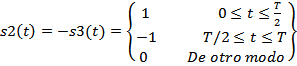 s2(t) = −s3(t) = { 1    0 ≤ t ≤ T/2
−1    T/2 ≤ t ≤ T
0    De otro modo }